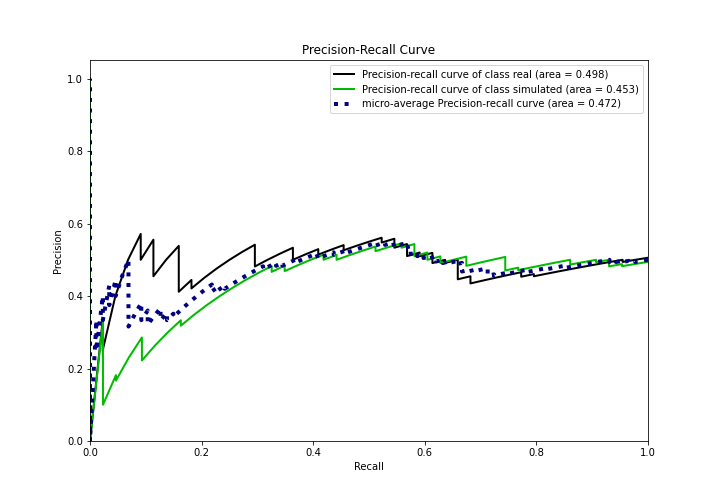 Precision-Recall Curve
Precision-recall curve of class real (area = 0.498)
Precision-recall curve of class simulated (area = 0.453)
micro-average Precision-recall curve (area = 0.472)
Precision
1.0
0.8
0.6
0.4
0.2
0.0
0.0 0.2 0.4 0.6 0.8 1.0
Recall